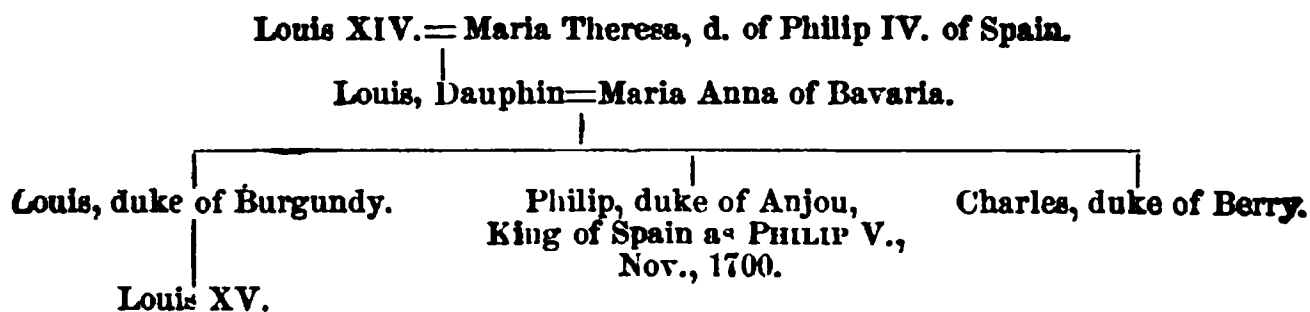 Louis XIV.=Maria Theresa, d. of Philip IV. of Spain.
Louis, Dauphin=Maria Anna of Bavaria.
Louis, duke of Burgundy.
Philip, duke of Anjou,
King of Spain as PHILIP V.,
Nov., 1700.
Charles, duke of Berry.
Louis XV.